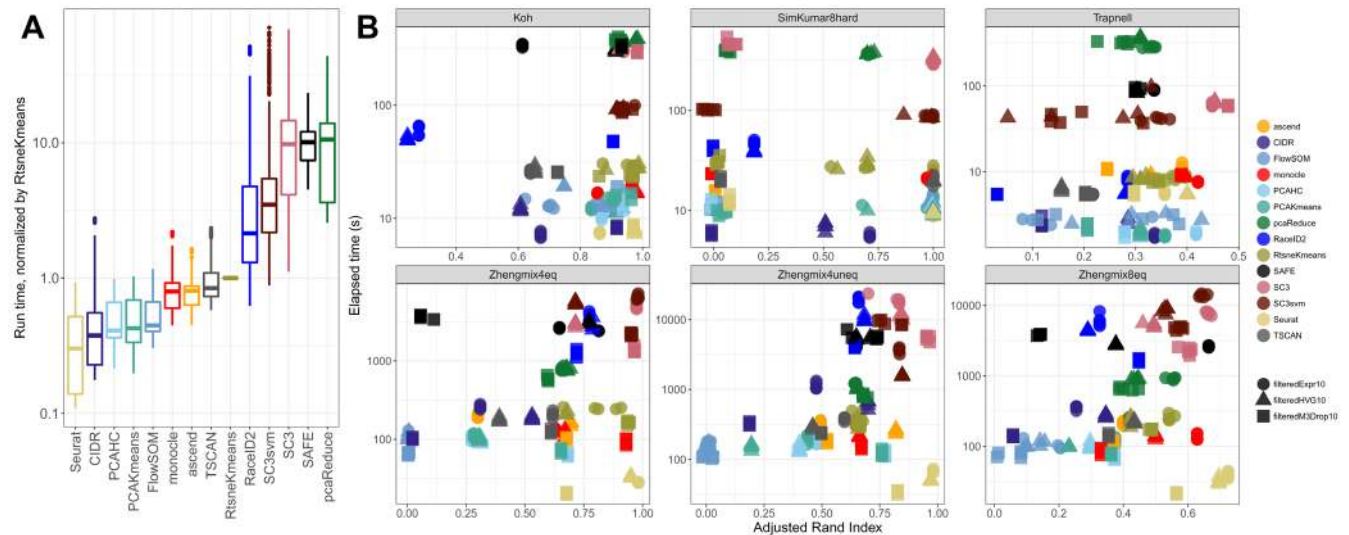 A
Run time, normalized by RtsneKmeans
10.0
1.0
0.1
Seurat
CIDR
PCAHC
PCAKmeans
FlowSOM
monocle
ascend
TSCAN
RtsneKmeans
RaceID2
SC3svm
SC3
SAFE
pcaReduce
B
Elapsed time (s)
Adjusted Rand Index
Koh
100
10
0.4 0.6 0.8 1.0
SimKumar8hard
100
10
0.00 0.25 0.50 0.75 1.00
Trapnell
100
10
0.1 0.2 0.3 0.4 0.5
Zhengmix4eq
1000
100
0.00 0.25 0.50 0.75 1.00
Zhengmix4uneq
10000
1000
100
0.00 0.25 0.50 0.75 1.00
Zhengmix8eq
10000
1000
100
0.0 0.2 0.4 0.6
ascend
CIDR
FlowSOM
monocle
PCAHC
PCAKmeans
pcaReduce
RaceID2
RtsneKmeans
SAFE
SC3
SC3svm
Seurat
TSCAN
filteredExpr10
filteredHVG10
filteredM3Drop10